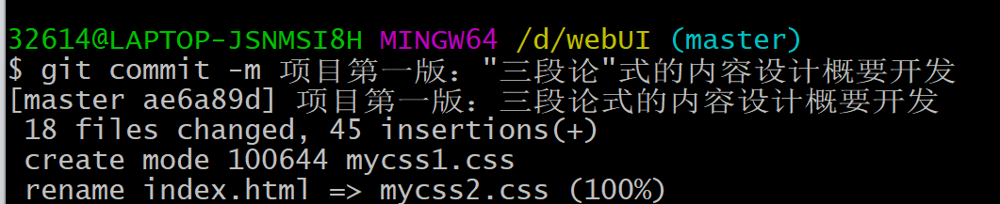 32614@LAPTOP-JSNMSI8H MINGW64 /d/webUI (master)
$ git commit -m 项目第一版："三段论"式的内容设计概要开发
[master ae6a89d] 项目第一版：三段论式的内容设计概要开发
 18 files changed, 45 insertions(+)
 create mode 100644 mycss1.css
 rename index.html => mycss2.css (100%)